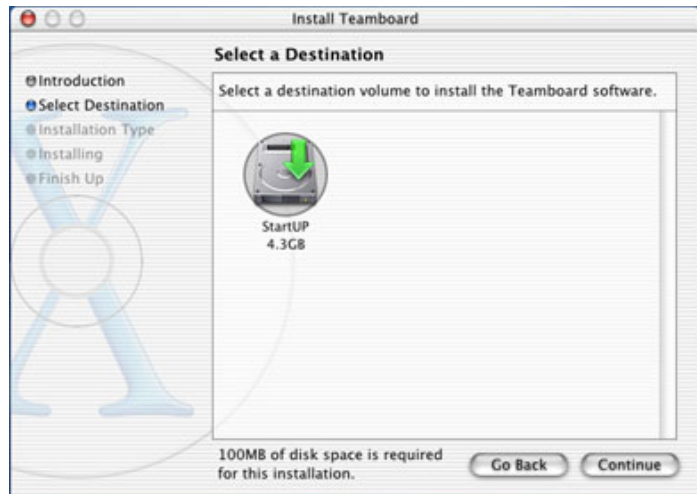 Install Teamboard
Select a Destination
Introduction
Select Destination
Installation Type
Installing
Finish Up
Select a destination volume to install the Teamboard software.
StartUP
4.3GB
100MB of disk space is required
for this installation.
Go Back
Continue